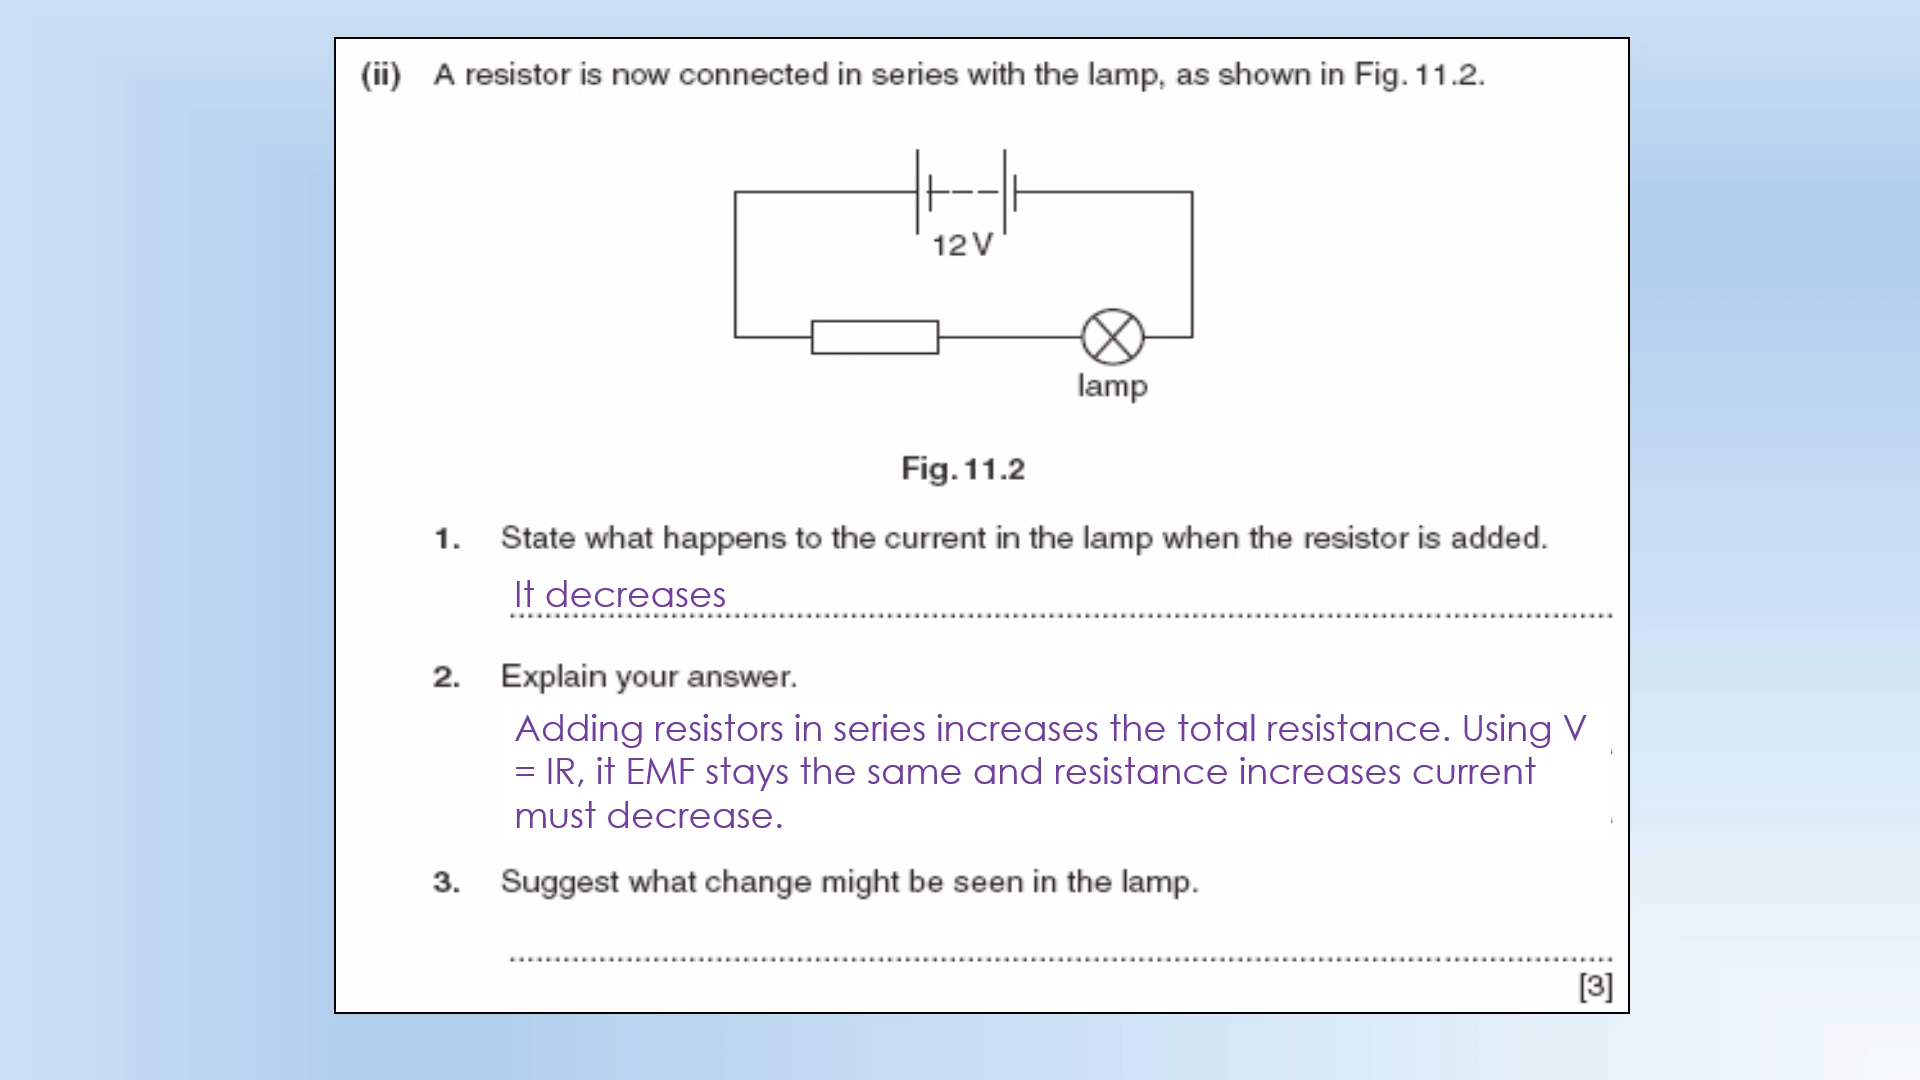 (ii) A resistor is now connected in series with the lamp, as shown in Fig. 11.2.
12 V
lamp
Fig. 11.2
1. State what happens to the current in the lamp when the resistor is added.
It decreases
2. Explain your answer.
Adding resistors in series increases the total resistance. Using V
= IR, it EMF stays the same and resistance increases current
must decrease.
3. Suggest what change might be seen in the lamp.
[3]